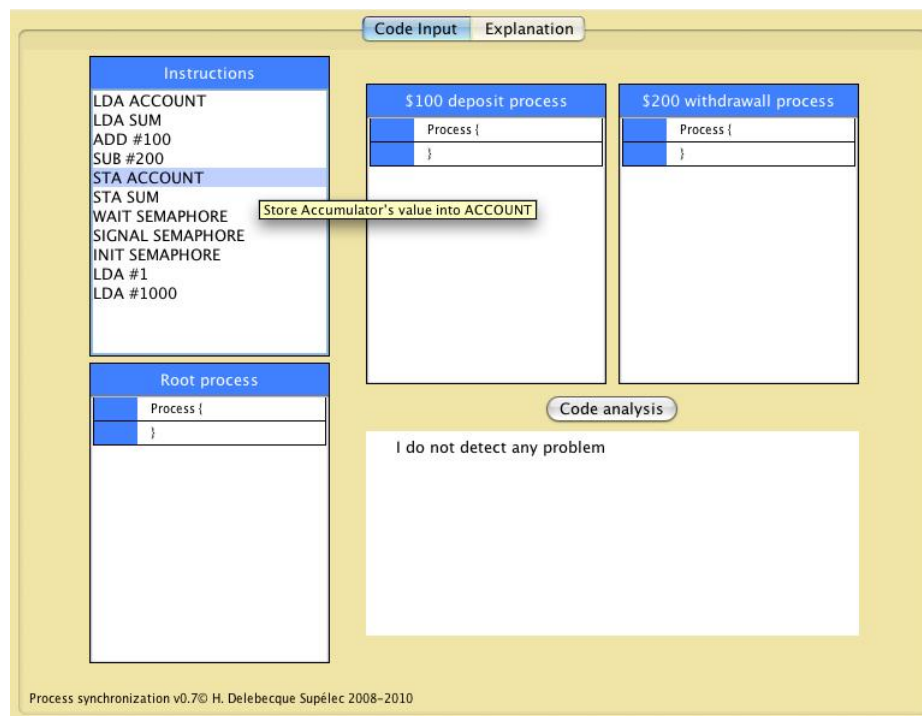 Code Input Explanation
Instructions
LDA ACCOUNT
LDA SUM
ADD #100
SUB #200
STA ACCOUNT
STA SUM
WAIT SEMAPHORE
SIGNAL SEMAPHORE
INIT SEMAPHORE
LDA #1
LDA #1000
Store Accumulator's value into ACCOUNT
$100 deposit process
Process {
}
$200 withdrawall process
Process {
}
Root process
Process {
}
Code analysis
I do not detect any problem
Process synchronization v0.7© H. Delebecque Supélec 2008-2010